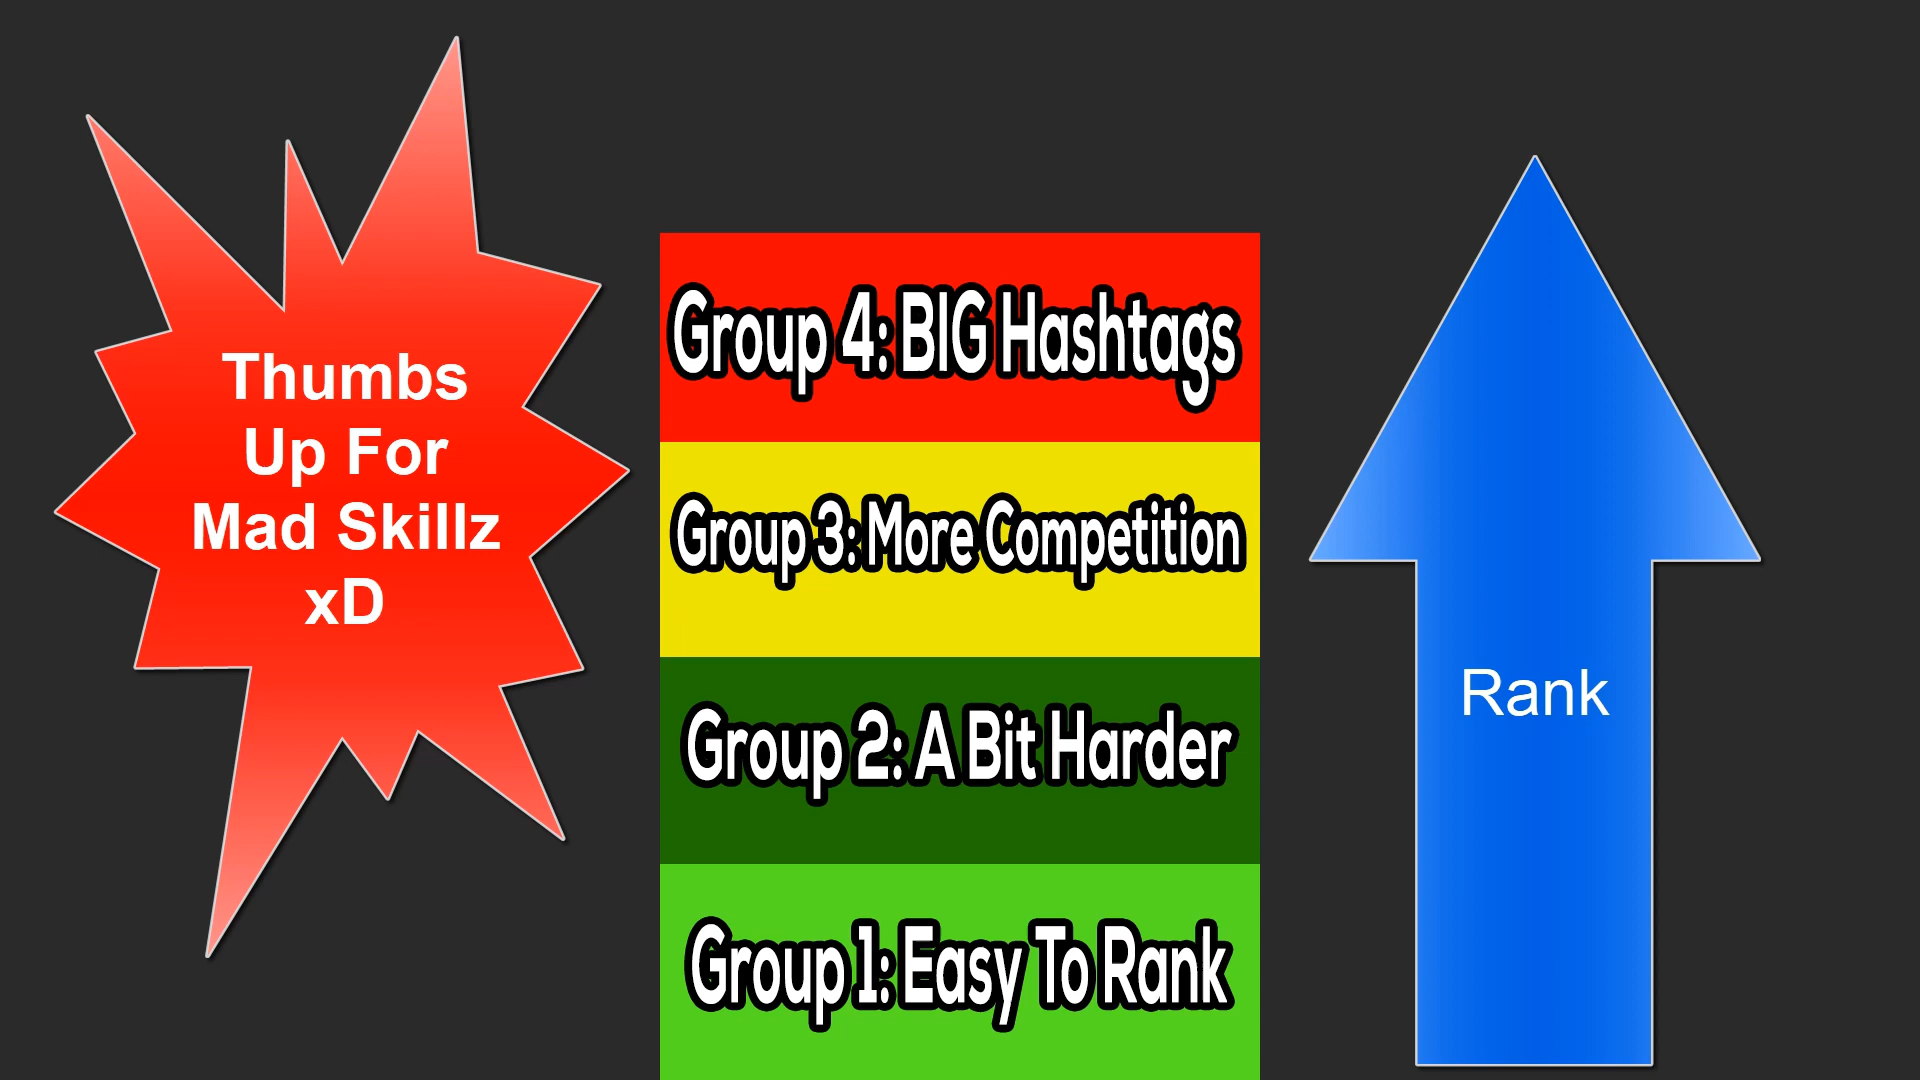 Thumbs
Up For
Mad Skillz
xD
Group 4: BIG Hashtags
Group 3: More Competition
Group 2: A Bit Harder
Group 1: Easy To Rank
Rank